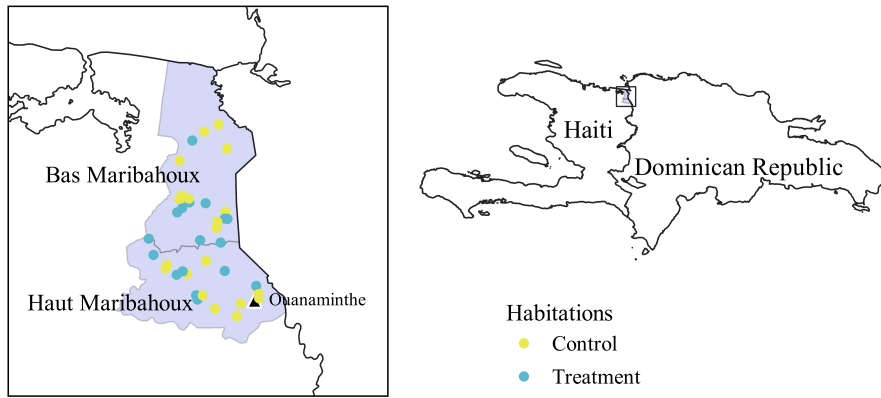 Bas Maribahoux
Haut Maribahoux
Ouanaminthe
Haiti
Dominican Republic
Habitations
Control
Treatment